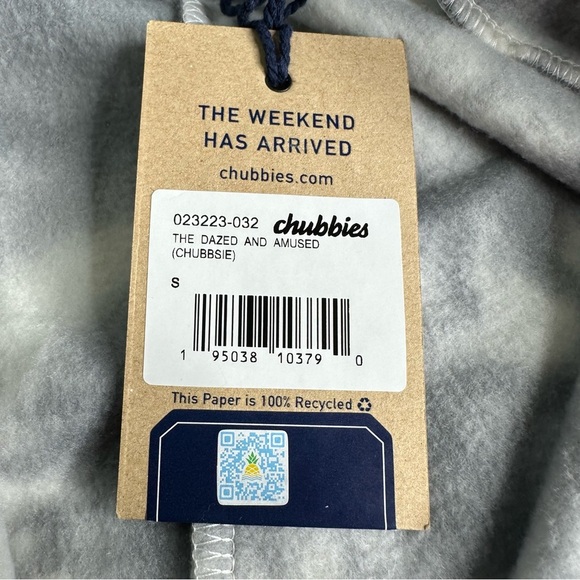 THE WEEKEND
HAS ARRIVED
chubbies.com
023223-032 chubbies
THE DAZED AND AMUSED
(CHUBBSIE)
S
1 95038 10379 0
This Paper is 100% Recycled